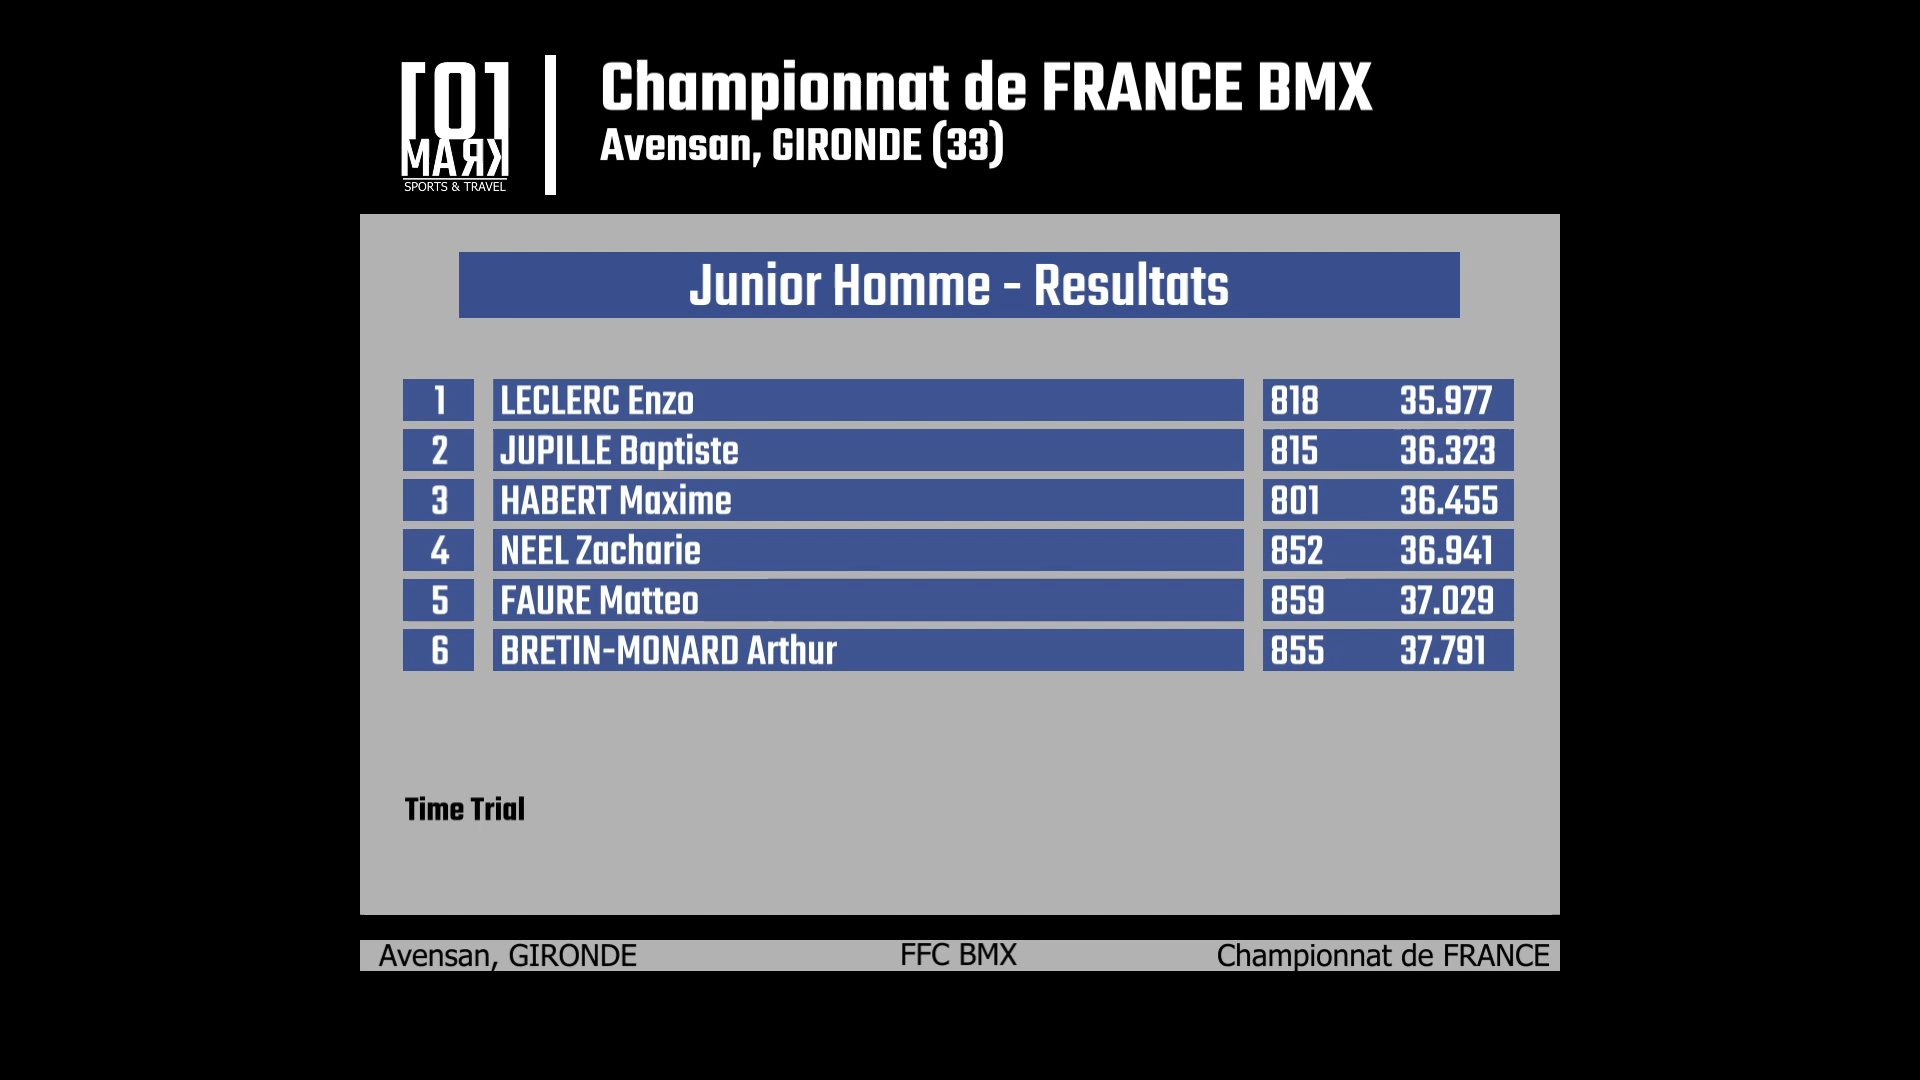 [0]
MARK
SPORTS & TRAVEL
Championnat de FRANCE BMX
Avensan, GIRONDE (33)
Junior Homme - Resultats
1 LECLERC Enzo 818 35.977
2 JUPILLE Baptiste 815 36.323
3 HABERT Maxime 801 36.455
4 NEEL Zacharie 852 36.941
5 FAURE Matteo 859 37.029
6 BRETIN-MONARD Arthur 855 37.791
Time Trial
Avensan, GIRONDE FFC BMX Championnat de FRANCE